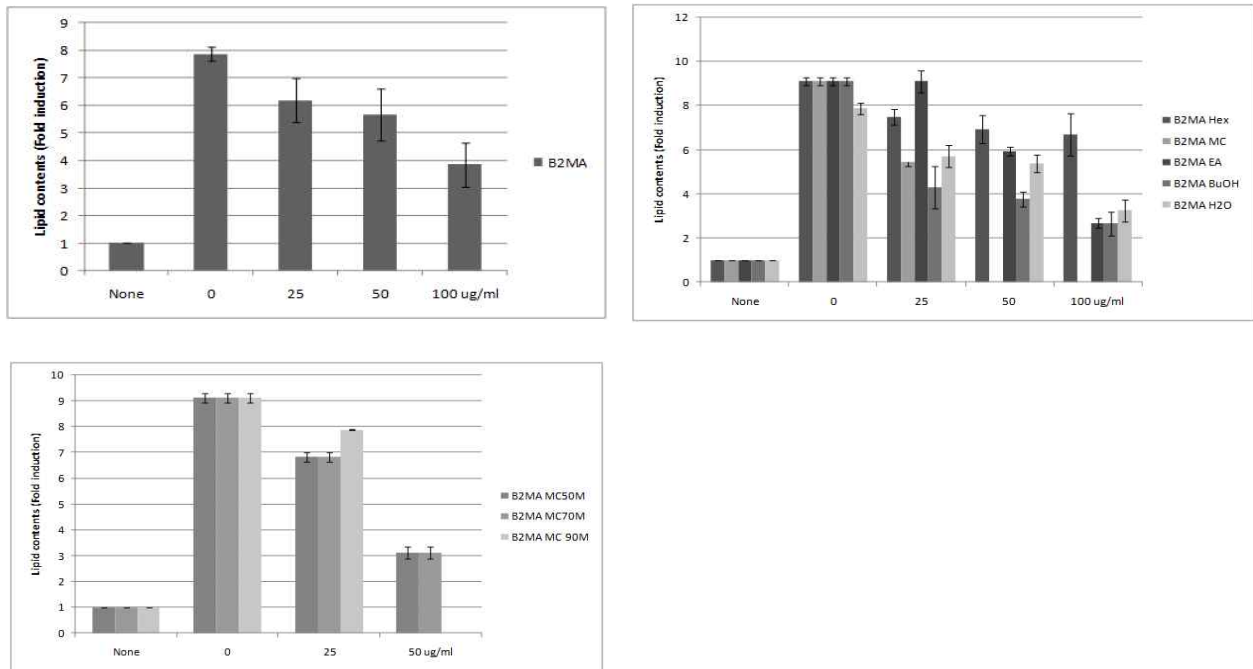 Lipid contents (Fold induction)
9
8
7
6
5
4
3
2
1
0
None
0
25
50
100 ug/ml
B2MA
Lipid contents (Fold induction)
12
10
8
6
4
2
0
None
0
25
50
100 ug/ml
B2MA Hex
B2MA MC
B2MA EA
B2MA BuOH
B2MA H2O
Lipid contents (Fold induction)
10
9
8
7
6
5
4
3
2
1
0
None
0
25
50 ug/ml
B2MA MC50M
B2MA MC70M
B2MA MC 90M